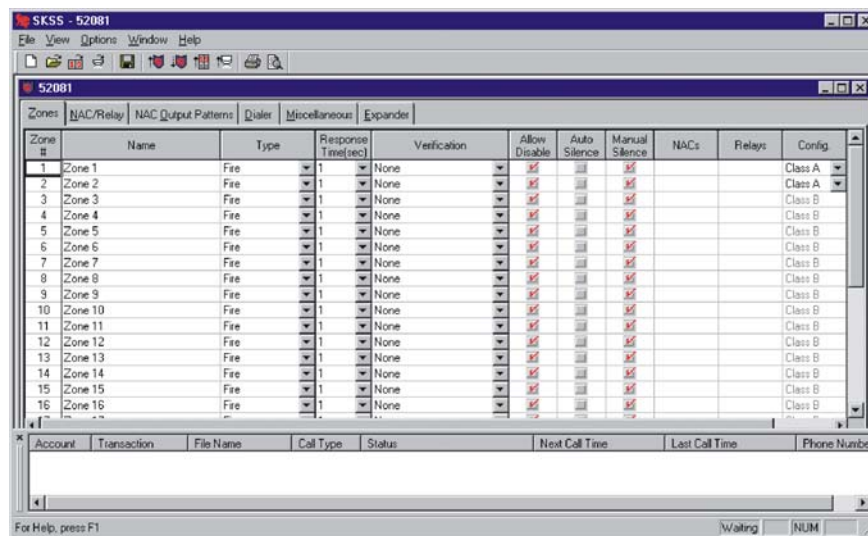 SKSS - 52081
File View Options Window Help
52081
Zones NAC/Relay NAC Output Patterns Dialer Miscellaneous Expander
Zone # Name Type Response Time(sec) Verification Allow Disable Auto Silence Manual Silence NACs Relays Config.
1 Zone 1 Fire 1 None Class A
2 Zone 2 Fire 1 None Class A
3 Zone 3 Fire 1 None Class B
4 Zone 4 Fire 1 None Class B
5 Zone 5 Fire 1 None Class B
6 Zone 6 Fire 1 None Class B
7 Zone 7 Fire 1 None Class B
8 Zone 8 Fire 1 None Class B
9 Zone 9 Fire 1 None Class B
10 Zone 10 Fire 1 None Class B
11 Zone 11 Fire 1 None Class B
12 Zone 12 Fire 1 None Class B
13 Zone 13 Fire 1 None Class B
14 Zone 14 Fire 1 None Class B
15 Zone 15 Fire 1 None Class B
16 Zone 16 Fire 1 None Class B
Account Transaction File Name Call Type Status Next Call Time Last Call Time Phone Numbe
For Help, press F1 Waiting NUM